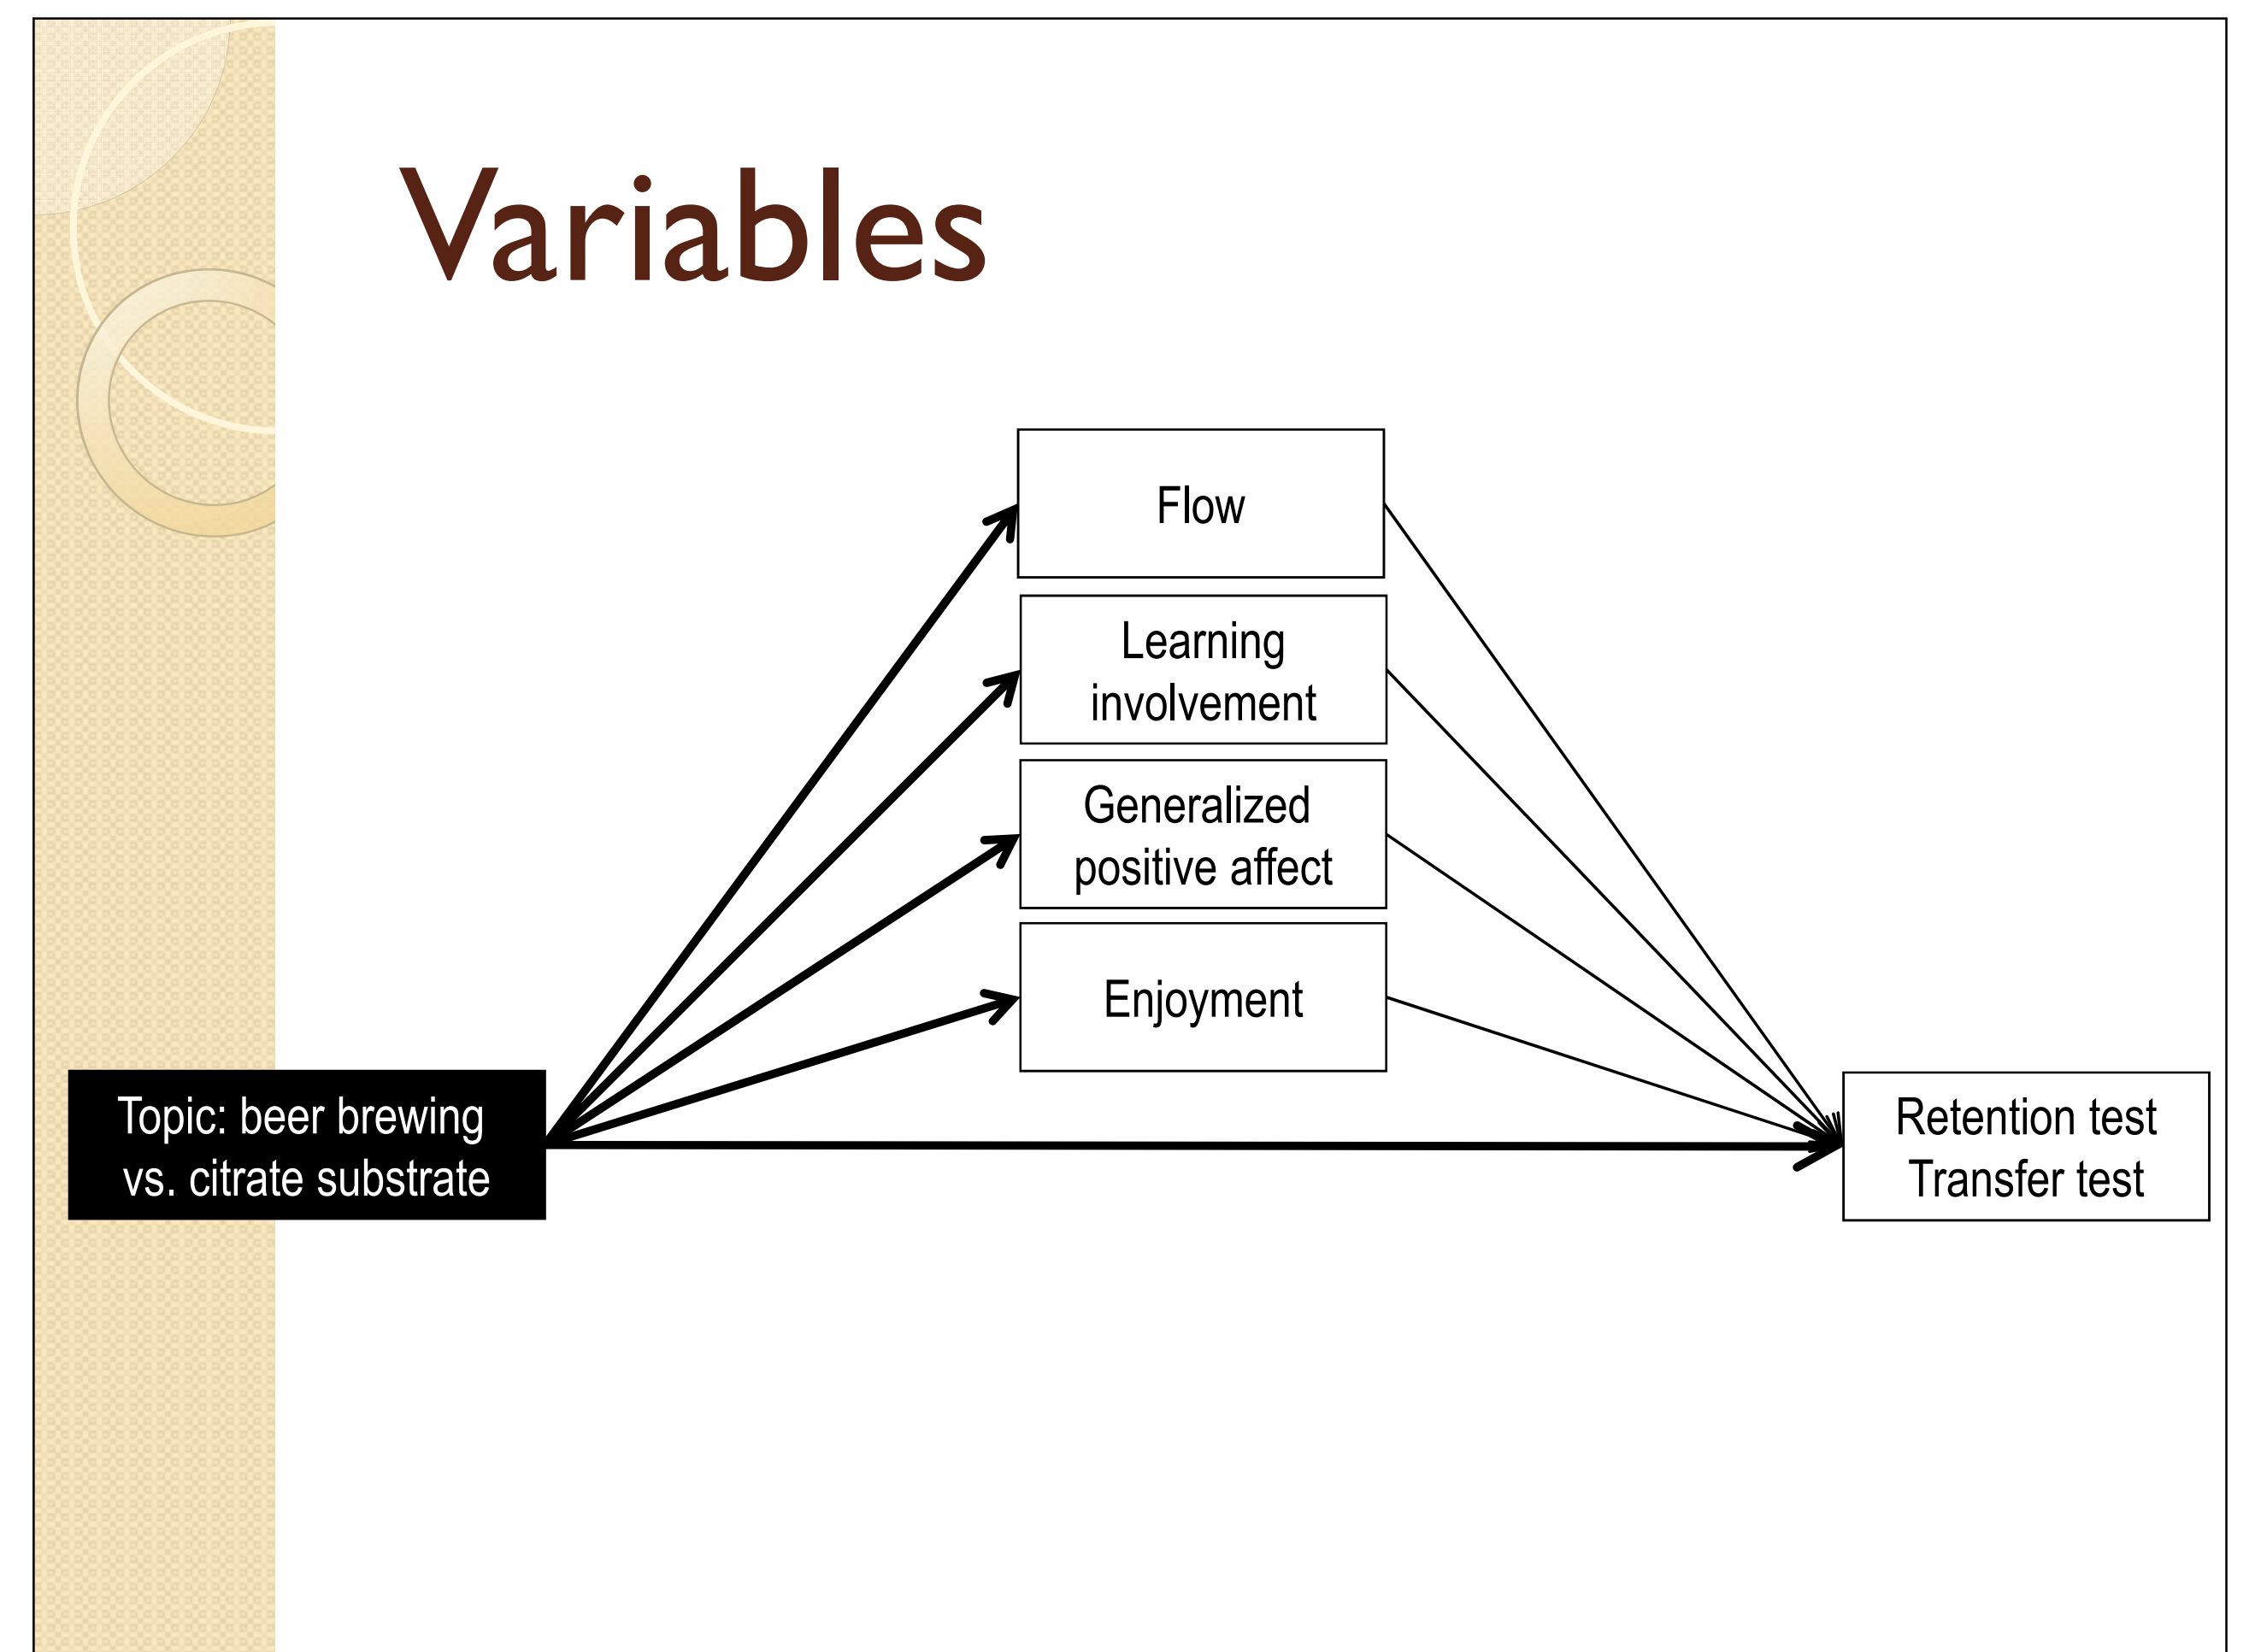 Variables
Flow
Learning
involvement
Generalized
positive affect
Enjoyment
Topic: beer brewing
vs. citrate substrate
Retention test
Transfer test